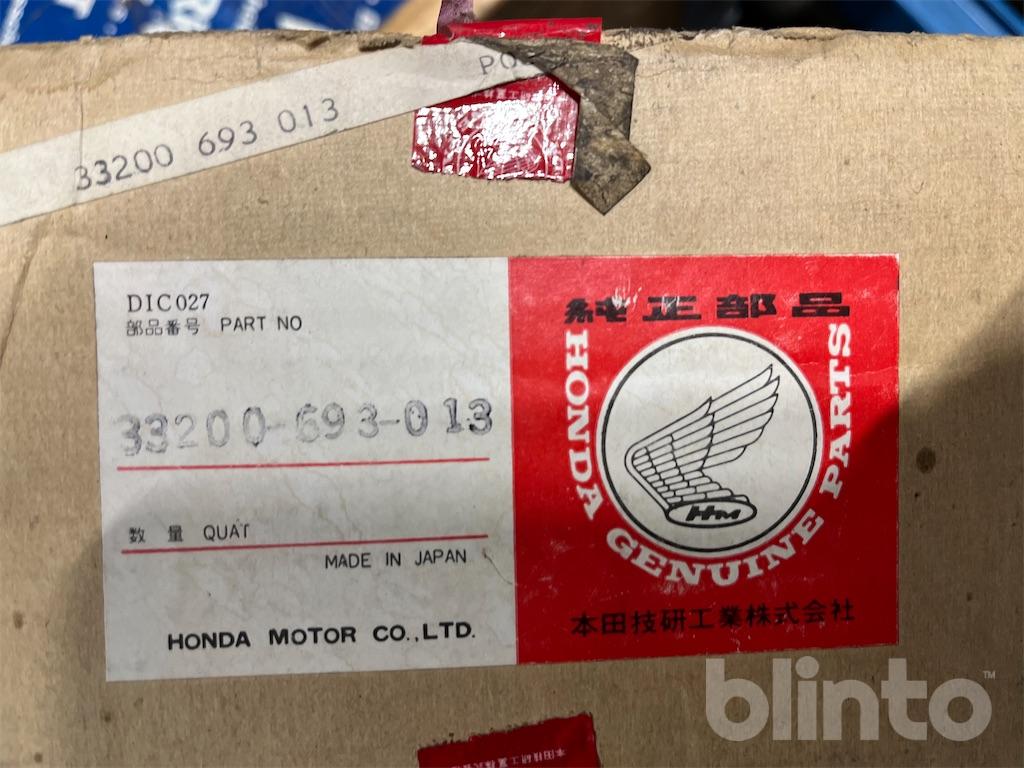 33200 693 013
DIC027
部品番号 PART NO
33200-693-013
数量 QUAT
MADE IN JAPAN
HONDA MOTOR CO.,LTD.
純正部品
HONDA GENUINE PARTS
HM
本田技研工業株式会社
blinto™